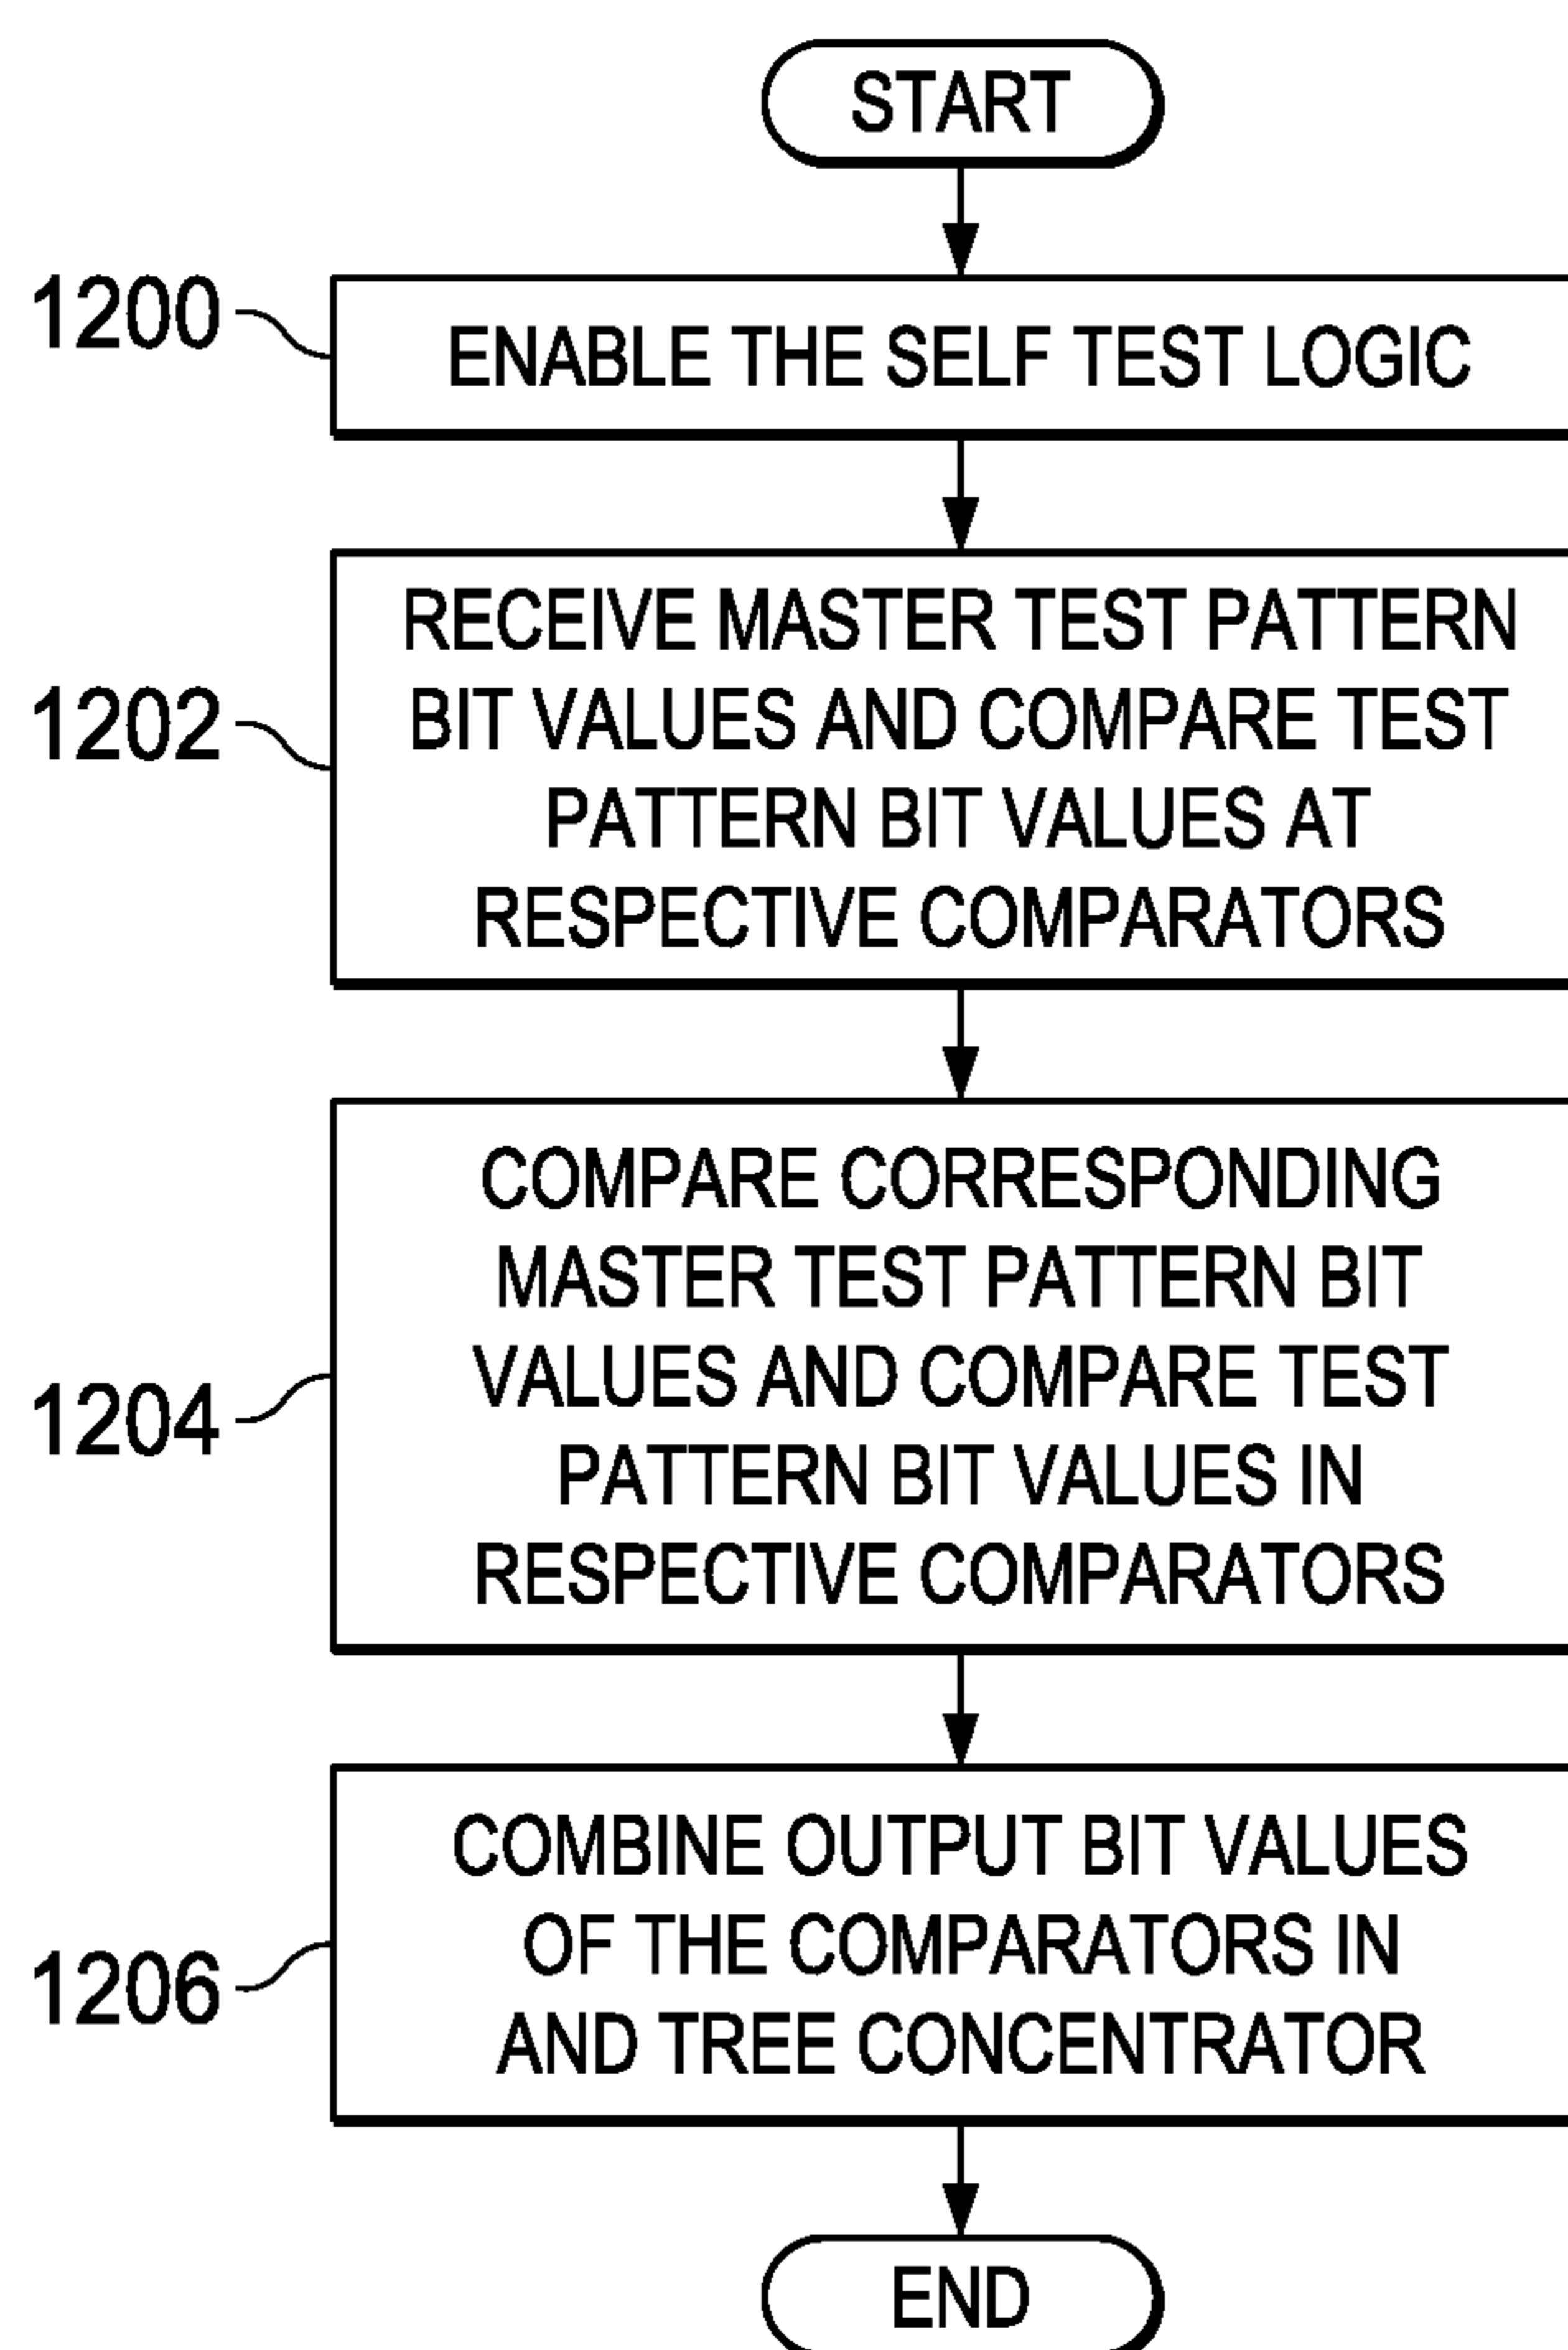 START
1200
ENABLE THE SELF TEST LOGIC
1202
RECEIVE MASTER TEST PATTERN
BIT VALUES AND COMPARE TEST
PATTERN BIT VALUES AT
RESPECTIVE COMPARATORS
1204
COMPARE CORRESPONDING
MASTER TEST PATTERN BIT
VALUES AND COMPARE TEST
PATTERN BIT VALUES IN
RESPECTIVE COMPARATORS
1206
COMBINE OUTPUT BIT VALUES
OF THE COMPARATORS IN
AND TREE CONCENTRATOR
END